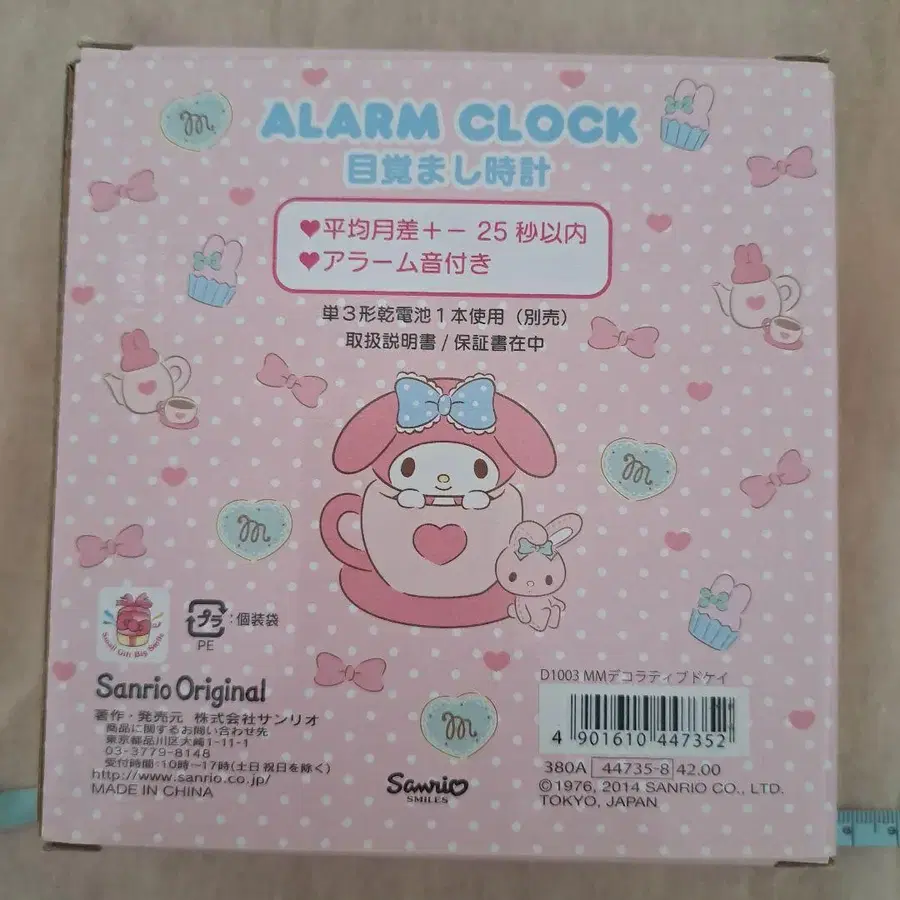 ALARM CLOCK
目覚まし時計
♥平均月差+− 25 秒以内
♥アラーム音付き
単3形乾電池1本使用（別売）
取扱説明書/保証書在中
m
m
m
m
Small Gift Big Smile
プラ:個装袋
PE
Sanrio Original
著作・発売元 株式会社サンリオ
商品に関するお問い合わせ先
東京都品川区大崎1-11-1
03-3779-8148
受付時間:10時〜17時(土日祝日を除く)
http://www.sanrio.co.jp/
MADE IN CHINA
Sanrio
SMILES
D1003 MMデコラティブドケイ
4 901610 447352
380A 44735-8 42.00
©1976, 2014 SANRIO CO., LTD.
TOKYO, JAPAN